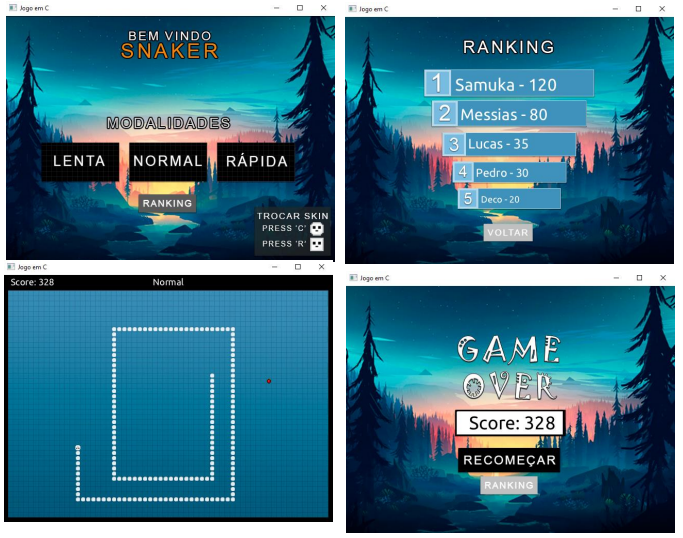 Jogo em C
BEM VINDO
SNAKER
MODALIDADES
LENTA NORMAL RÁPIDA
RANKING
TROCAR SKIN
PRESS 'C'
PRESS 'R'
Jogo em C
RANKING
1 Samuka - 120
2 Messias - 80
3 Lucas - 35
4 Pedro - 30
5 Deco - 20
VOLTAR
Jogo em C
Score: 328 Normal
Jogo em C
GAME
OVER
Score: 328
RECOMEÇAR
RANKING